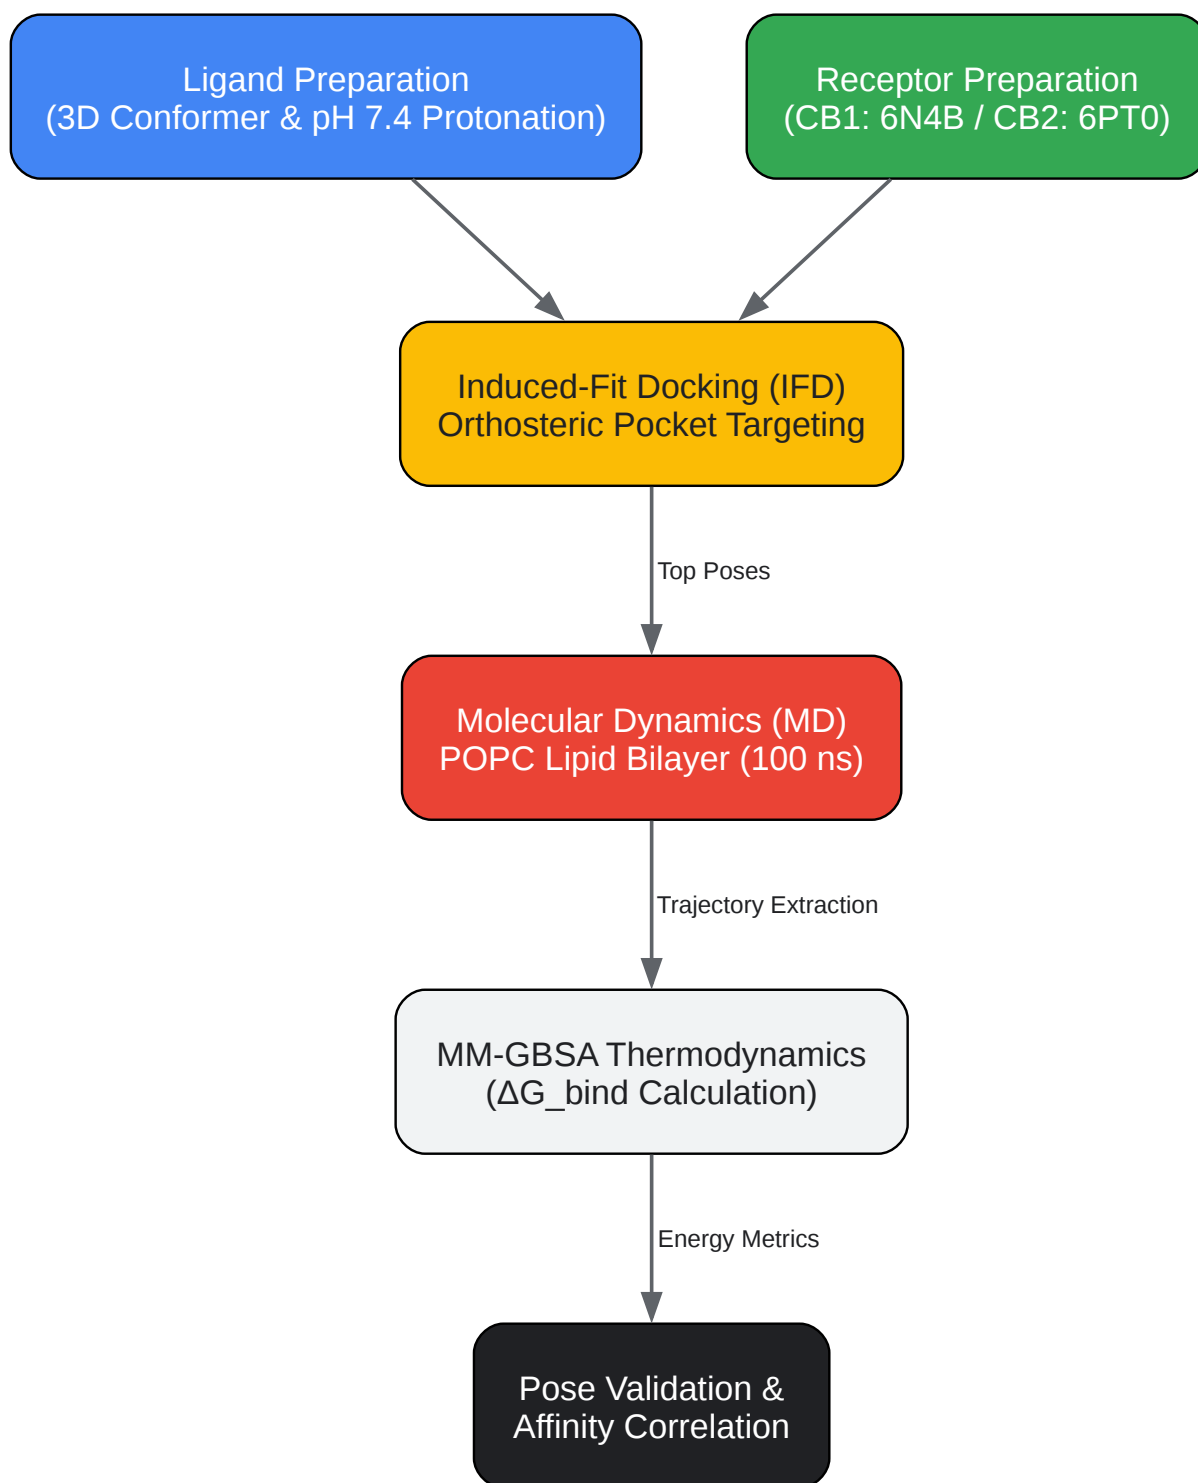 Ligand Preparation
(3D Conformer & pH 7.4 Protonation)
Receptor Preparation
(CB1: 6N4B / CB2: 6PT0)
Induced-Fit Docking (IFD)
Orthosteric Pocket Targeting
Top Poses
Molecular Dynamics (MD)
POPC Lipid Bilayer (100 ns)
Trajectory Extraction
MM-GBSA Thermodynamics
(ΔG_bind Calculation)
Energy Metrics
Pose Validation &
Affinity Correlation